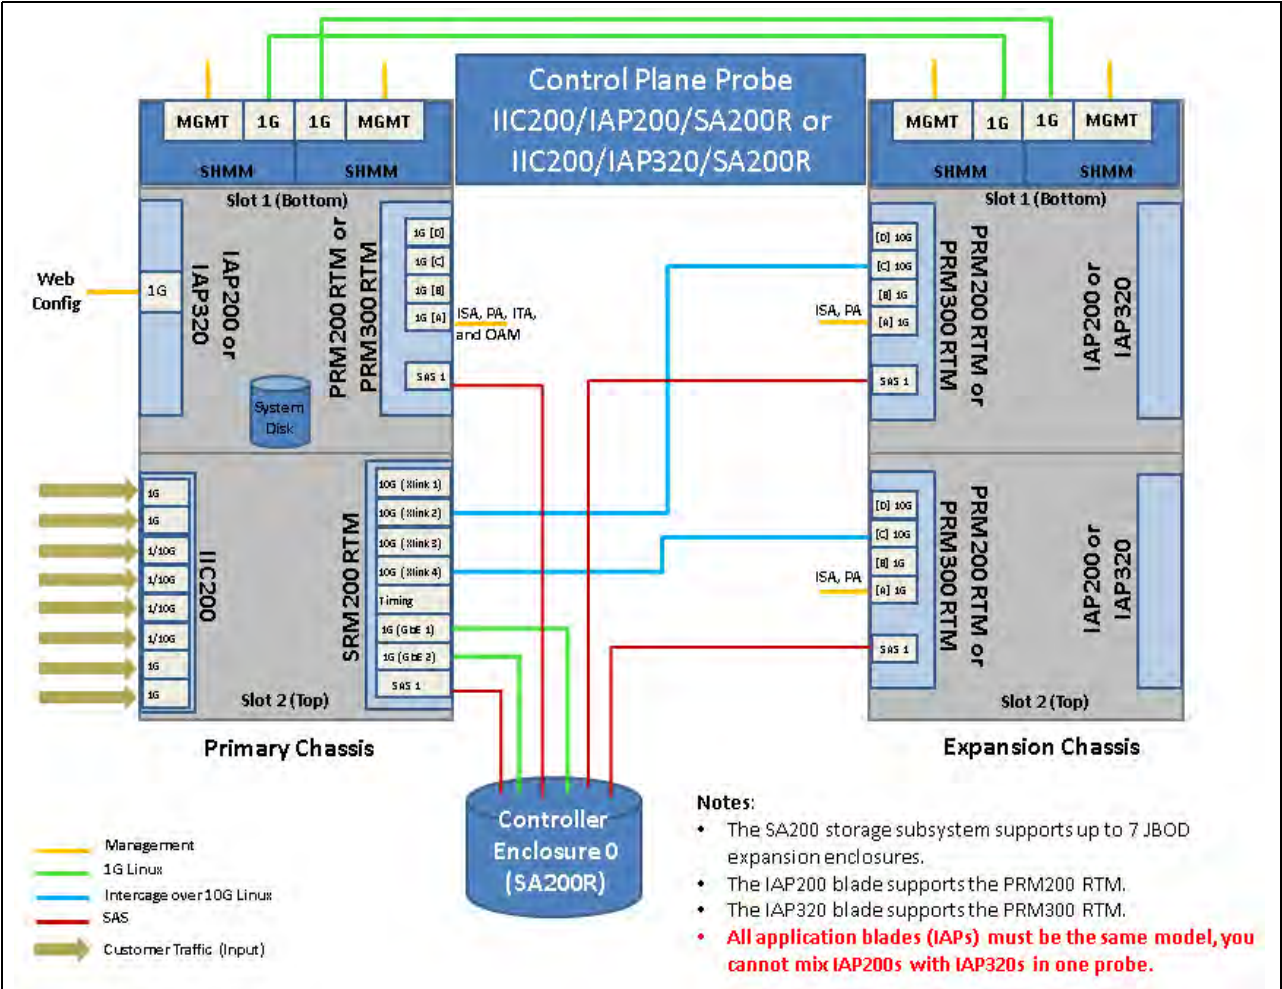 Control Plane Probe
IIC200/IAP200/SA200R or
IIC200/IAP320/SA200R
MGMT
1G
1G
MGMT
SHMM
SHMM
Slot 1 (Bottom)
Web
Config
1G
IAP200 or
IAP320
PRM200 RTM or
PRM300 RTM
1G [D]
1G [C]
1G [B]
1G [A]
SAS 1
ISA, PA, ITA,
and OAM
System
Disk
1G
1G
1/10G
1/10G
1/10G
1/10G
1G
1G
IIC200
SRM200 RTM
10G (Xlink 1)
10G (Xlink 2)
10G (Xlink 3)
10G (Xlink 4)
Timing
1G (GbE 1)
1G (GbE 2)
SAS 1
Slot 2 (Top)
Primary Chassis
MGMT
1G
1G
MGMT
SHMM
SHMM
Slot 1 (Bottom)
[D] 10G
[C] 10G
[B] 1G
[A] 1G
SAS 1
ISA, PA
PRM200 RTM or
PRM300 RTM
IAP200 or
IAP320
[D] 10G
[C] 10G
[B] 1G
[A] 1G
SAS 1
ISA, PA
PRM200 RTM or
PRM300 RTM
IAP200 or
IAP320
Slot 2 (Top)
Expansion Chassis
Controller
Enclosure 0
(SA200R)
Management
1G Linux
Intercage over 10G Linux
SAS
Customer Traffic (Input)
Notes:
• The SA200 storage subsystem supports up to 7 JBOD
expansion enclosures.
• The IAP200 blade supports the PRM200 RTM.
• The IAP320 blade supports the PRM300 RTM.
• All application blades (IAPs) must be the same model, you
cannot mix IAP200s with IAP320s in one probe.